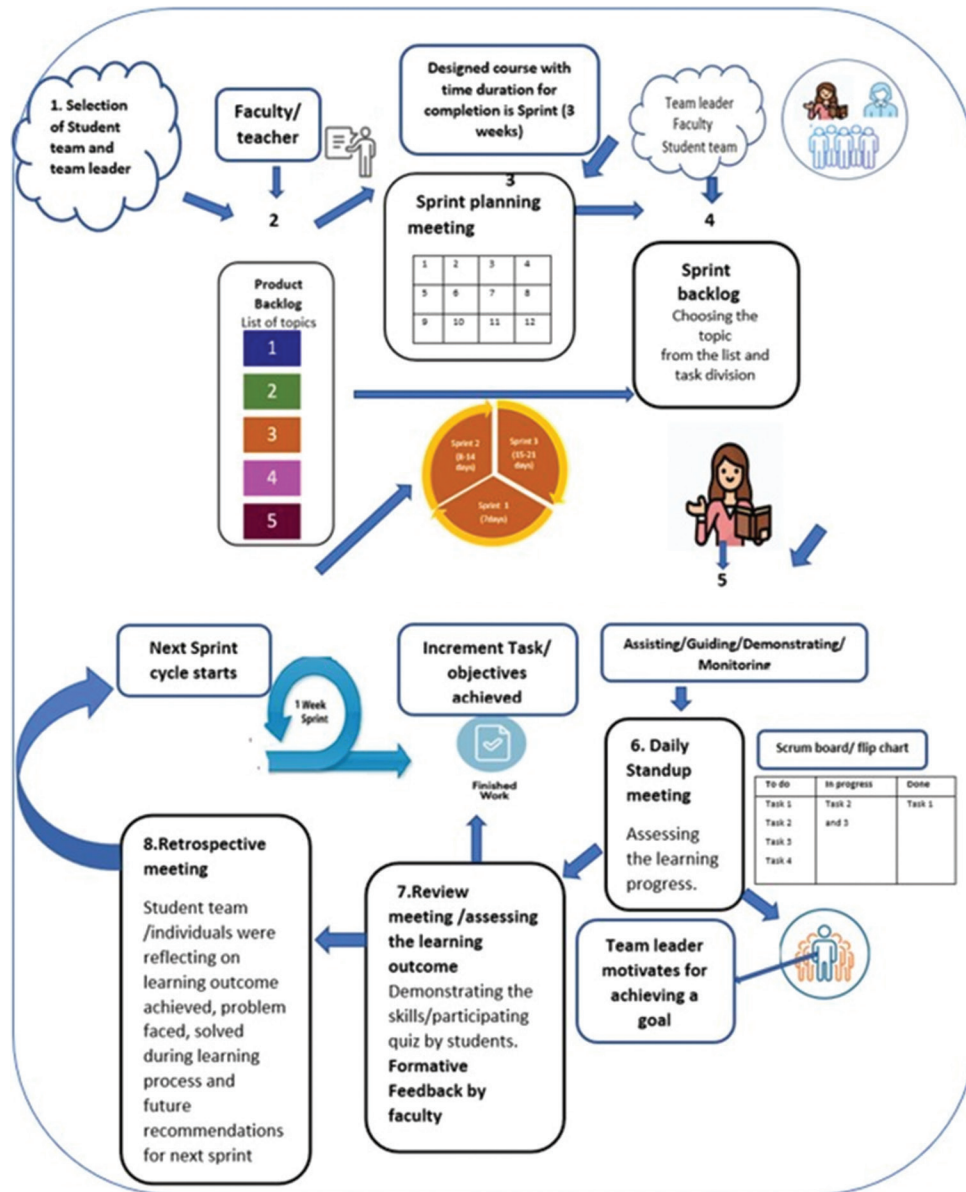 1. Selection
of Student
team and
team leader
Faculty/
teacher
2
Designed course with
time duration for
completion is Sprint (3
weeks)
3
Sprint planning
meeting
1 2 3 4
5 6 7 8
9 10 11 12
Team leader
Faculty
Student team
4
Product
Backlog
List of topics
1
2
3
4
5
Sprint
backlog
Choosing the
topic
from the list and
task division
Sprint 2
(8-14
days)
Sprint 3
(15-21
days)
Sprint 1
(7days)
5
Next Sprint
cycle starts
1 Week
Sprint
Increment Task/
objectives
achieved
Finished
Work
Assisting/Guiding/Demonstrating/
Monitoring
6. Daily
Standup
meeting
Assessing
the learning
progress.
Scrum board/ flip chart
To do In progress Done
Task 1 Task 2 Task 1
Task 2 and 3
Task 3
Task 4
Team leader
motivates for
achieving a
goal
7.Review
meeting /assessing
the learning
outcome
Demonstrating the
skills/participating
quiz by students.
Formative
Feedback by
faculty
8.Retrospective
meeting
Student team
/individuals were
reflecting on
learning outcome
achieved, problem
faced, solved
during learning
process and
future
recommendations
for next sprint